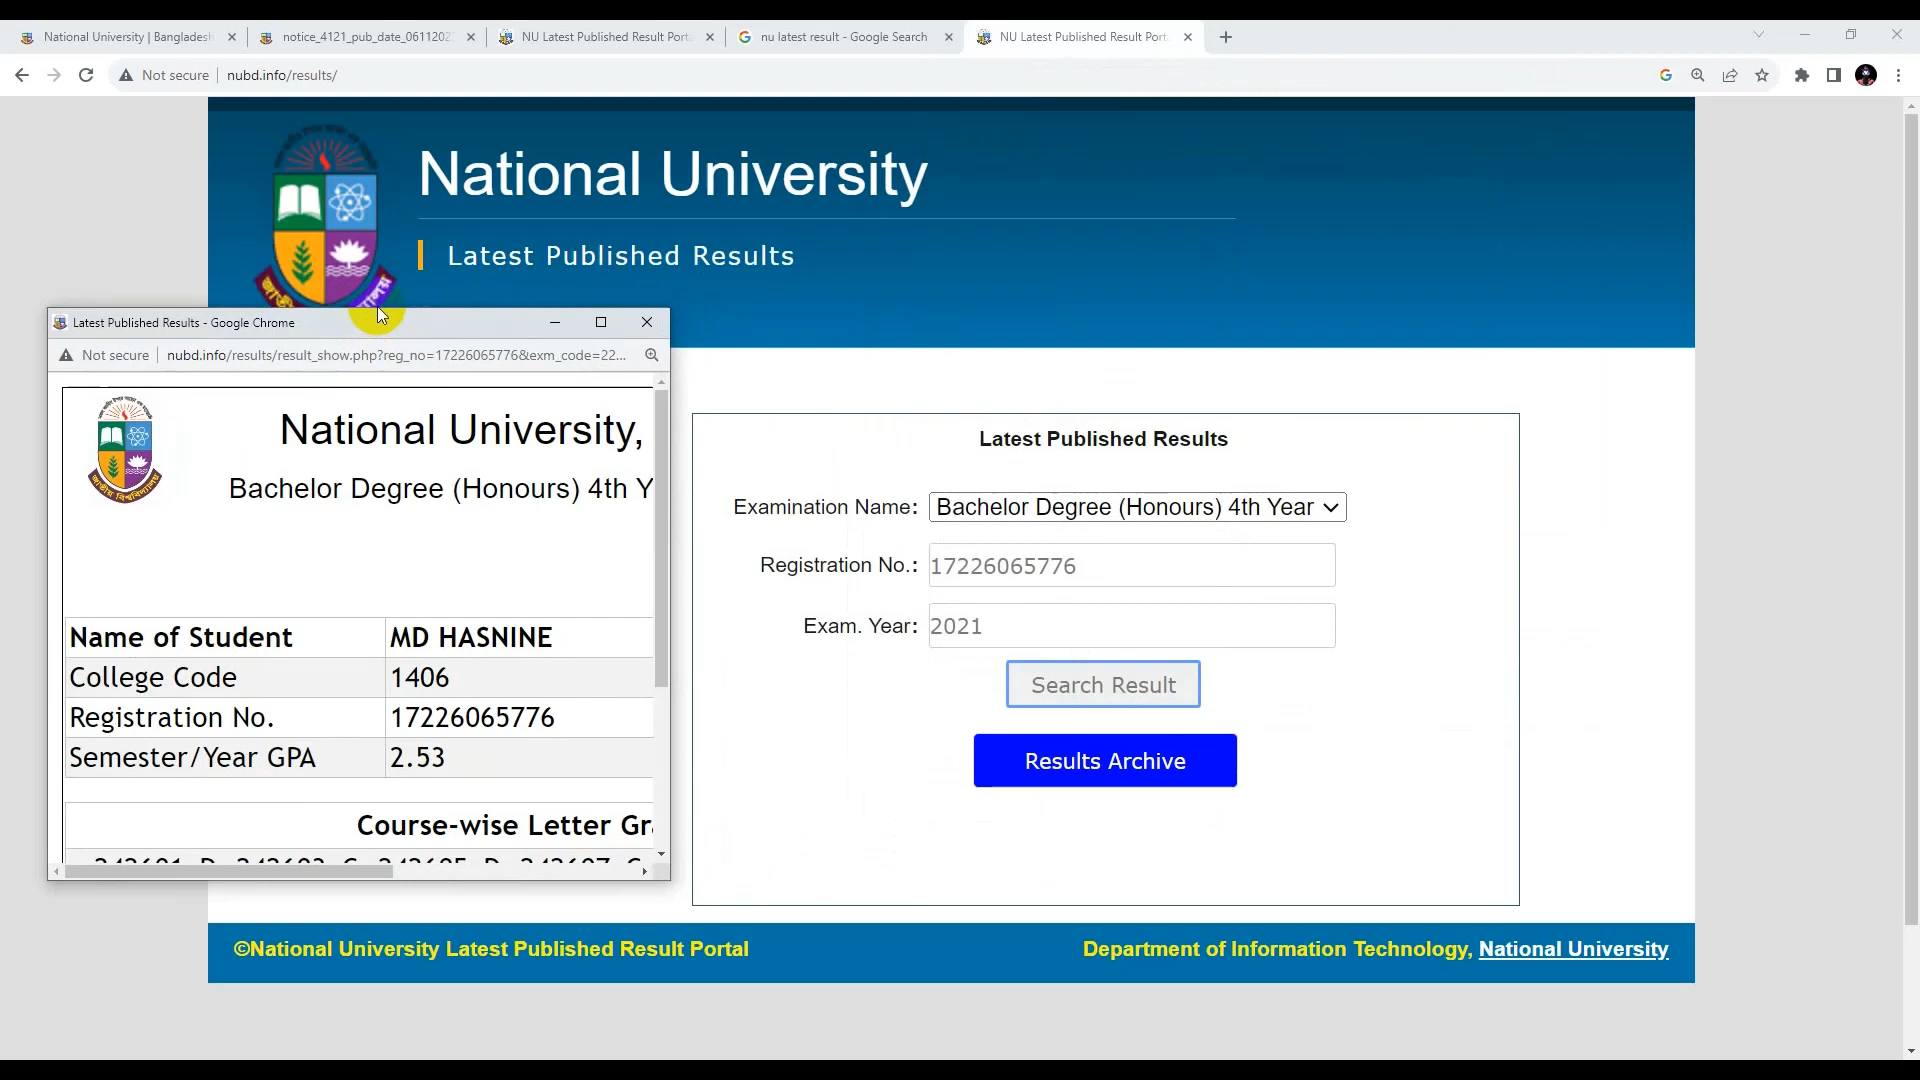 National University | Bangladesh
notice_4121_pub_date_0611202
NU Latest Published Result Port
nu latest result - Google Search
NU Latest Published Result Port
Not secure
nubd.info/results/
National University
Latest Published Results
Latest Published Results - Google Chrome
Not secure
nubd.info/results/result_show.php?reg_no=17226065776&exm_code=22...
National University,
Bachelor Degree (Honours) 4th Y
Name of Student MD HASNINE
College Code 1406
Registration No. 17226065776
Semester/Year GPA 2.53
Course-wise Letter Gr
Latest Published Results
Examination Name: Bachelor Degree (Honours) 4th Year
Registration No.: 17226065776
Exam. Year: 2021
Search Result
Results Archive
©National University Latest Published Result Portal
Department of Information Technology, National University